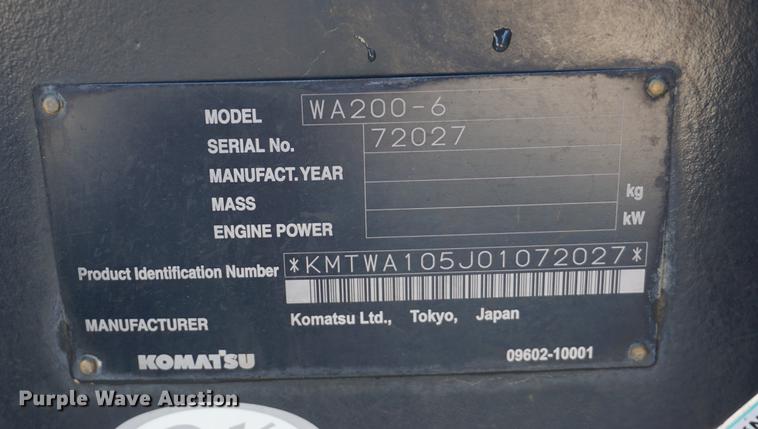 MODEL WA200-6
SERIAL No. 72027
MANUFACT. YEAR
MASS kg
ENGINE POWER kW
Product Identification Number *KMTWA105J01072027*
MANUFACTURER Komatsu Ltd., Tokyo, Japan
KOMATSU 09602-10001
Purple Wave Auction